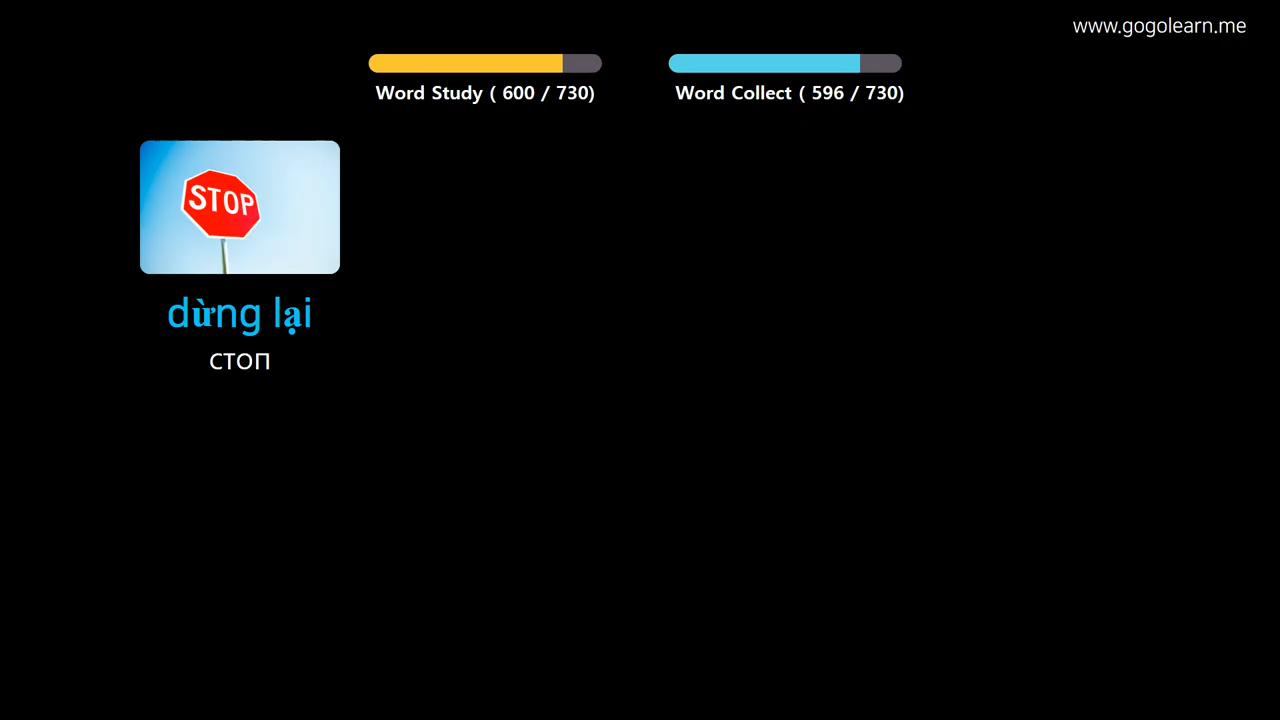 www.gogolearn.me
Word Study ( 600 / 730)
Word Collect ( 596 / 730)
STOP
dừng lại
стоп